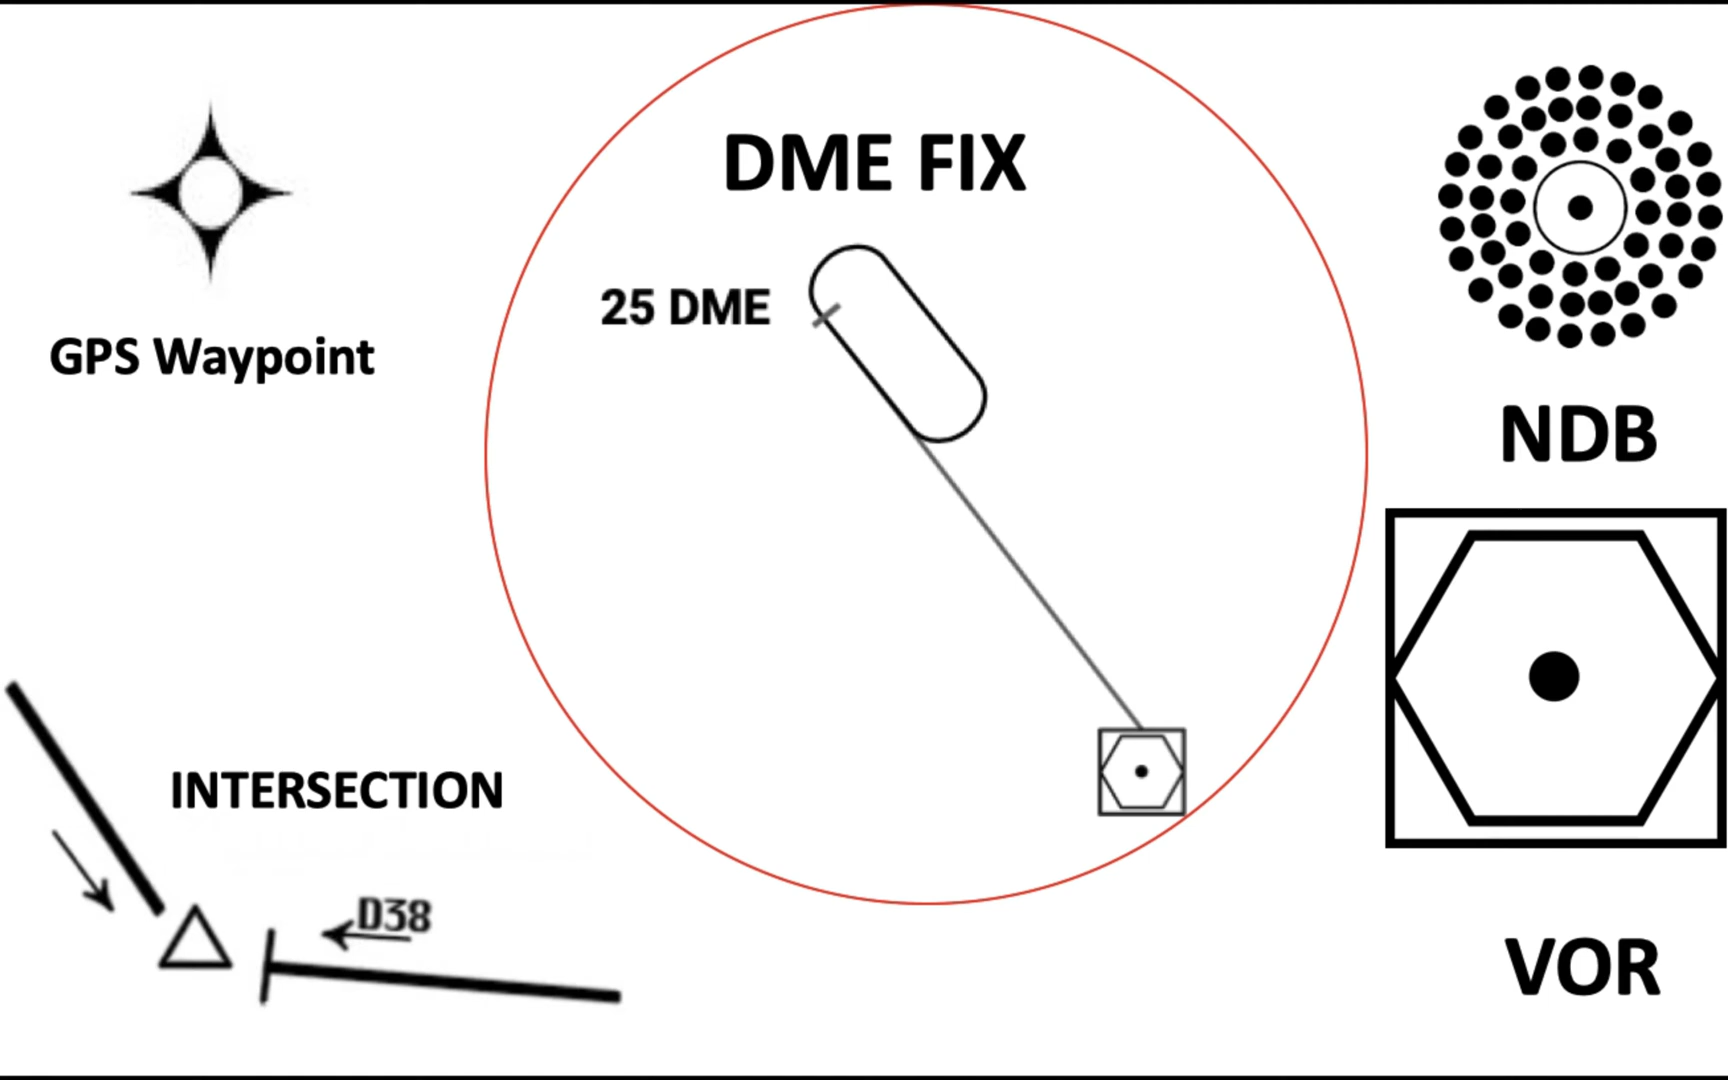 DME FIX
25 DME
GPS Waypoint
NDB
INTERSECTION
D38
VOR